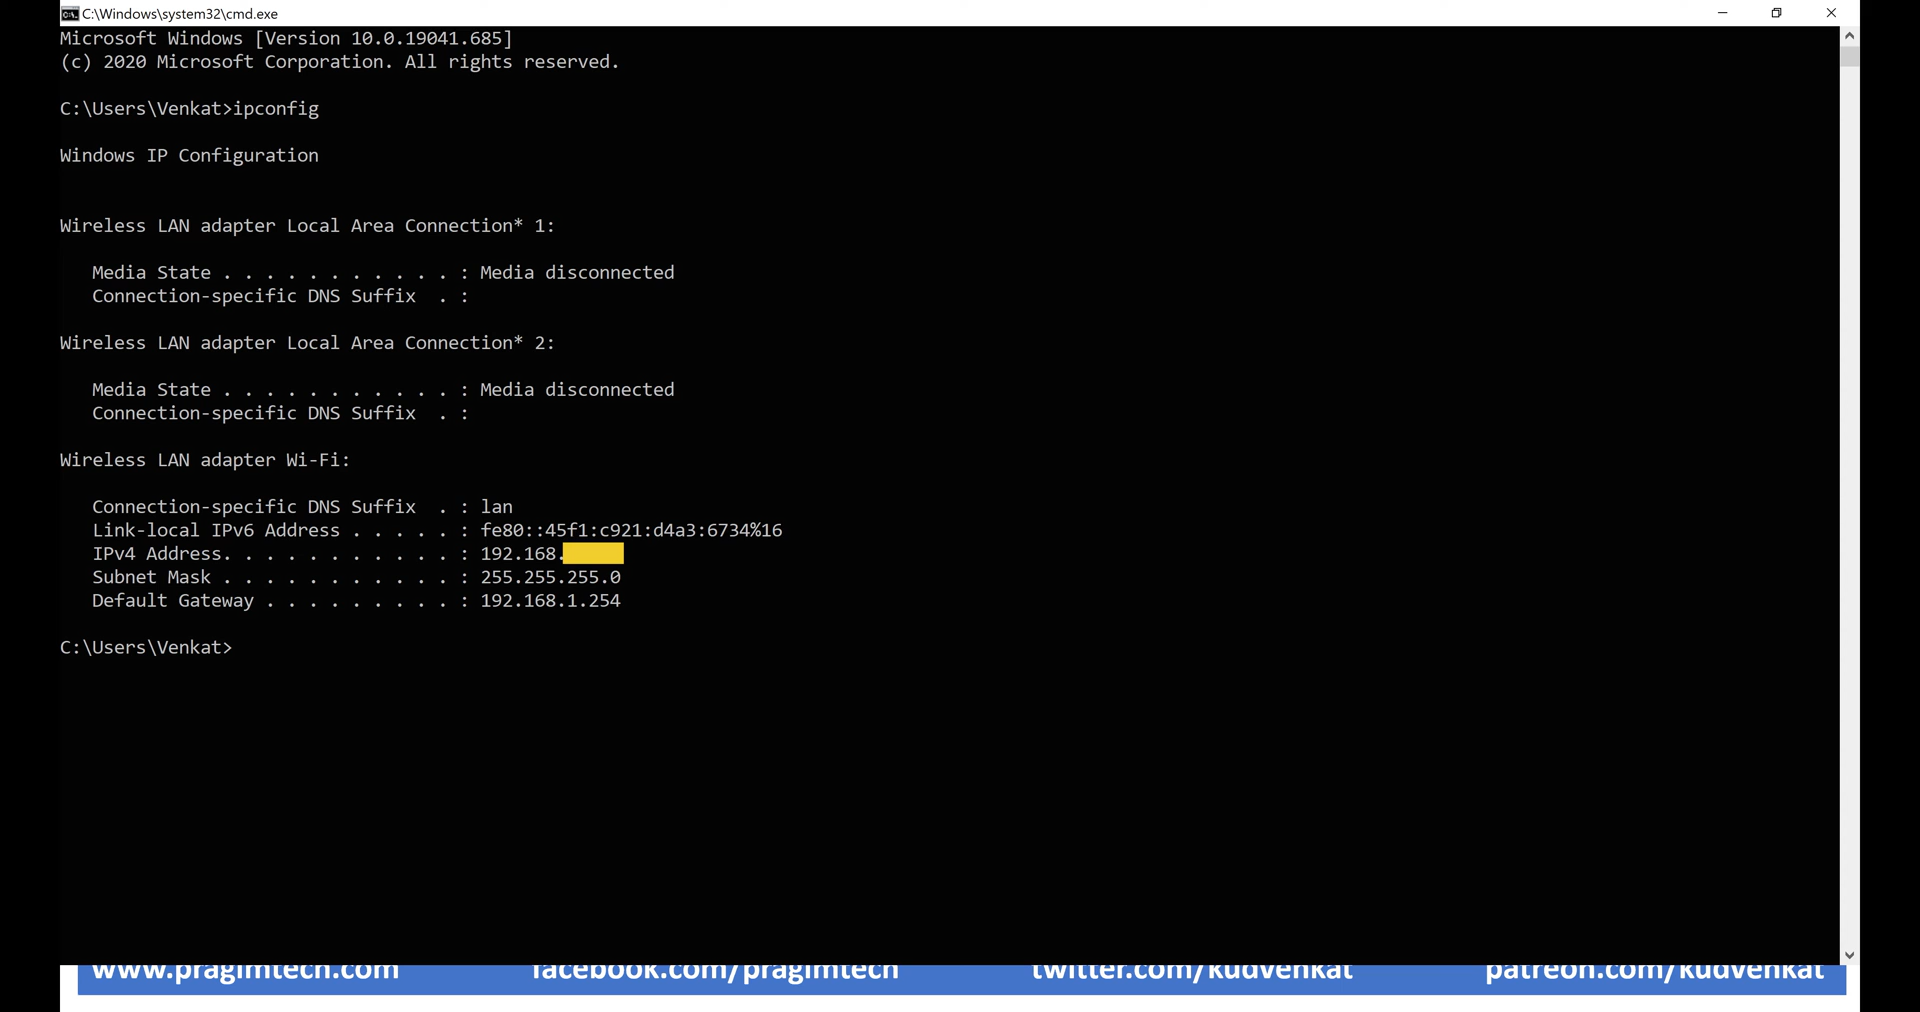 C:\Windows\system32\cmd.exe
Microsoft Windows [Version 10.0.19041.685]
(c) 2020 Microsoft Corporation. All rights reserved.
C:\Users\Venkat>ipconfig
Windows IP Configuration
Wireless LAN adapter Local Area Connection* 1:
Media State . . . . . . . . . . . : Media disconnected
Connection-specific DNS Suffix . :
Wireless LAN adapter Local Area Connection* 2:
Media State . . . . . . . . . . . : Media disconnected
Connection-specific DNS Suffix . :
Wireless LAN adapter Wi-Fi:
Connection-specific DNS Suffix . : lan
Link-local IPv6 Address . . . . . : fe80::45f1:c921:d4a3:6734%16
IPv4 Address. . . . . . . . . . . : 192.168.
Subnet Mask . . . . . . . . . . . : 255.255.255.0
Default Gateway . . . . . . . . . : 192.168.1.254
C:\Users\Venkat>
www.pragimtech.com facebook.com/pragimtech twitter.com/kudvenkat patreon.com/kudvenkat